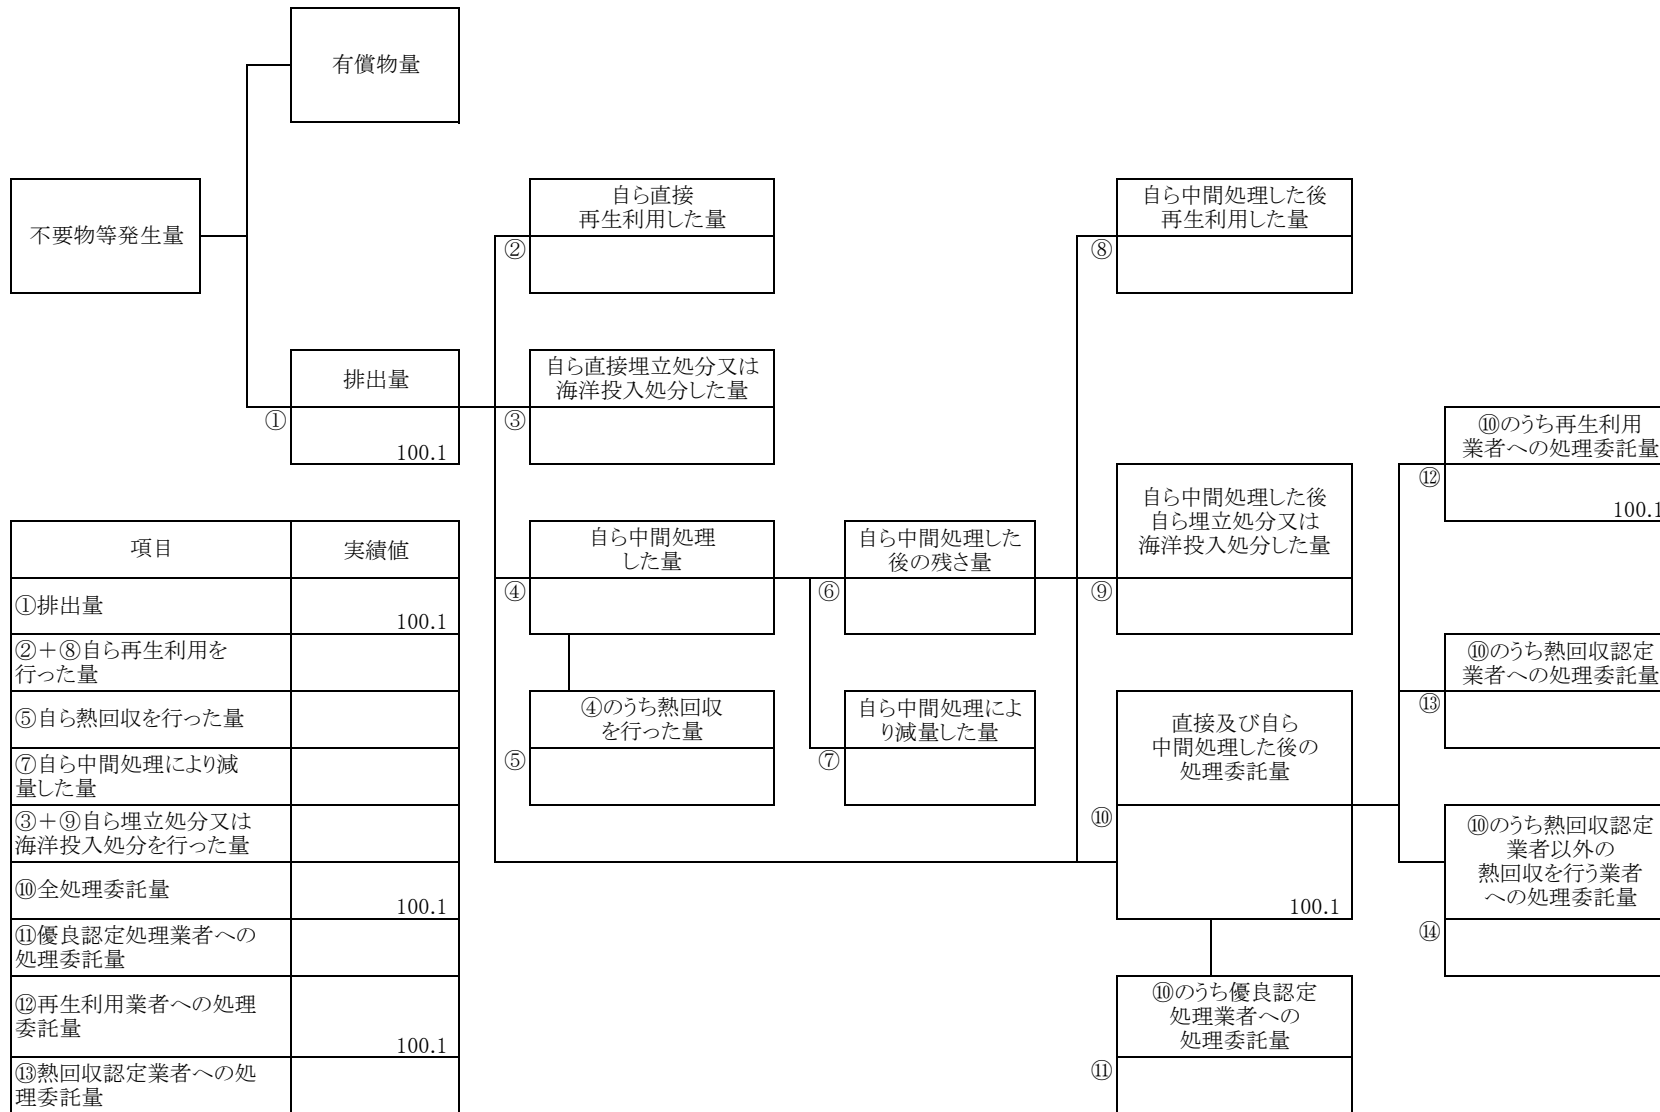 有償物量
不要物等発生量
排出量
①
100.1
自ら直接
再生利用した量
②
自ら直接埋立処分又は
海洋投入処分した量
③
自ら中間処理
した量
④
④のうち熱回収
を行った量
⑤
自ら中間処理した
後の残さ量
⑥
自ら中間処理によ
り減量した量
⑦
自ら中間処理した後
再生利用した量
⑧
自ら中間処理した後
自ら埋立処分又は
海洋投入処分した量
⑨
直接及び自ら
中間処理した後の
処理委託量
⑩
100.1
⑩のうち優良認定
処理業者への
処理委託量
⑪
⑩のうち再生利用
業者への処理委託量
⑫
100.1
⑩のうち熱回収認定
業者への処理委託量
⑬
⑩のうち熱回収認定
業者以外の
熱回収を行う業者
への処理委託量
⑭
項目 実績値
①排出量
100.1
②+⑧自ら再生利用を
行った量
⑤自ら熱回収を行った量
⑦自ら中間処理により減
量した量
③+⑨自ら埋立処分又は
海洋投入処分を行った量
⑩全処理委託量
100.1
⑪優良認定処理業者への
処理委託量
⑫再生利用業者への処理
委託量
100.1
⑬熱回収認定業者への処
理委託量